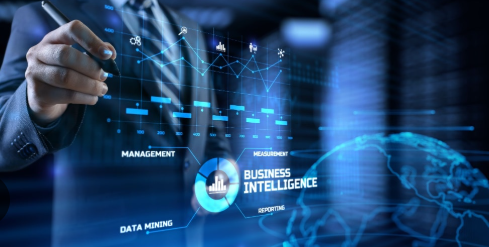 MANAGEMENT
MEASUREMENT
BUSINESS
INTELLIGENCE
DATA MINING
REPORTING